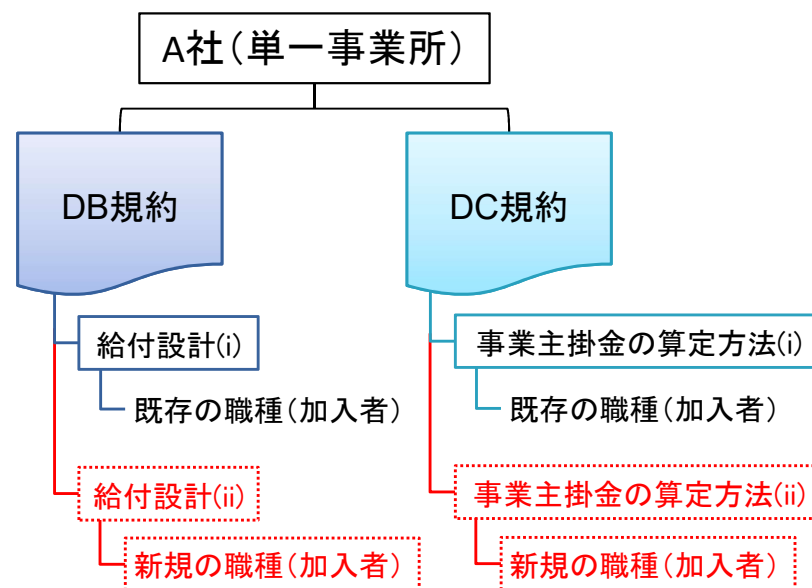 A社（単一事業所）
DB規約
給付設計(i)
既存の職種（加入者）
給付設計(ii)
新規の職種（加入者）
DC規約
事業主掛金の算定方法(i)
既存の職種（加入者）
事業主掛金の算定方法(ii)
新規の職種（加入者）